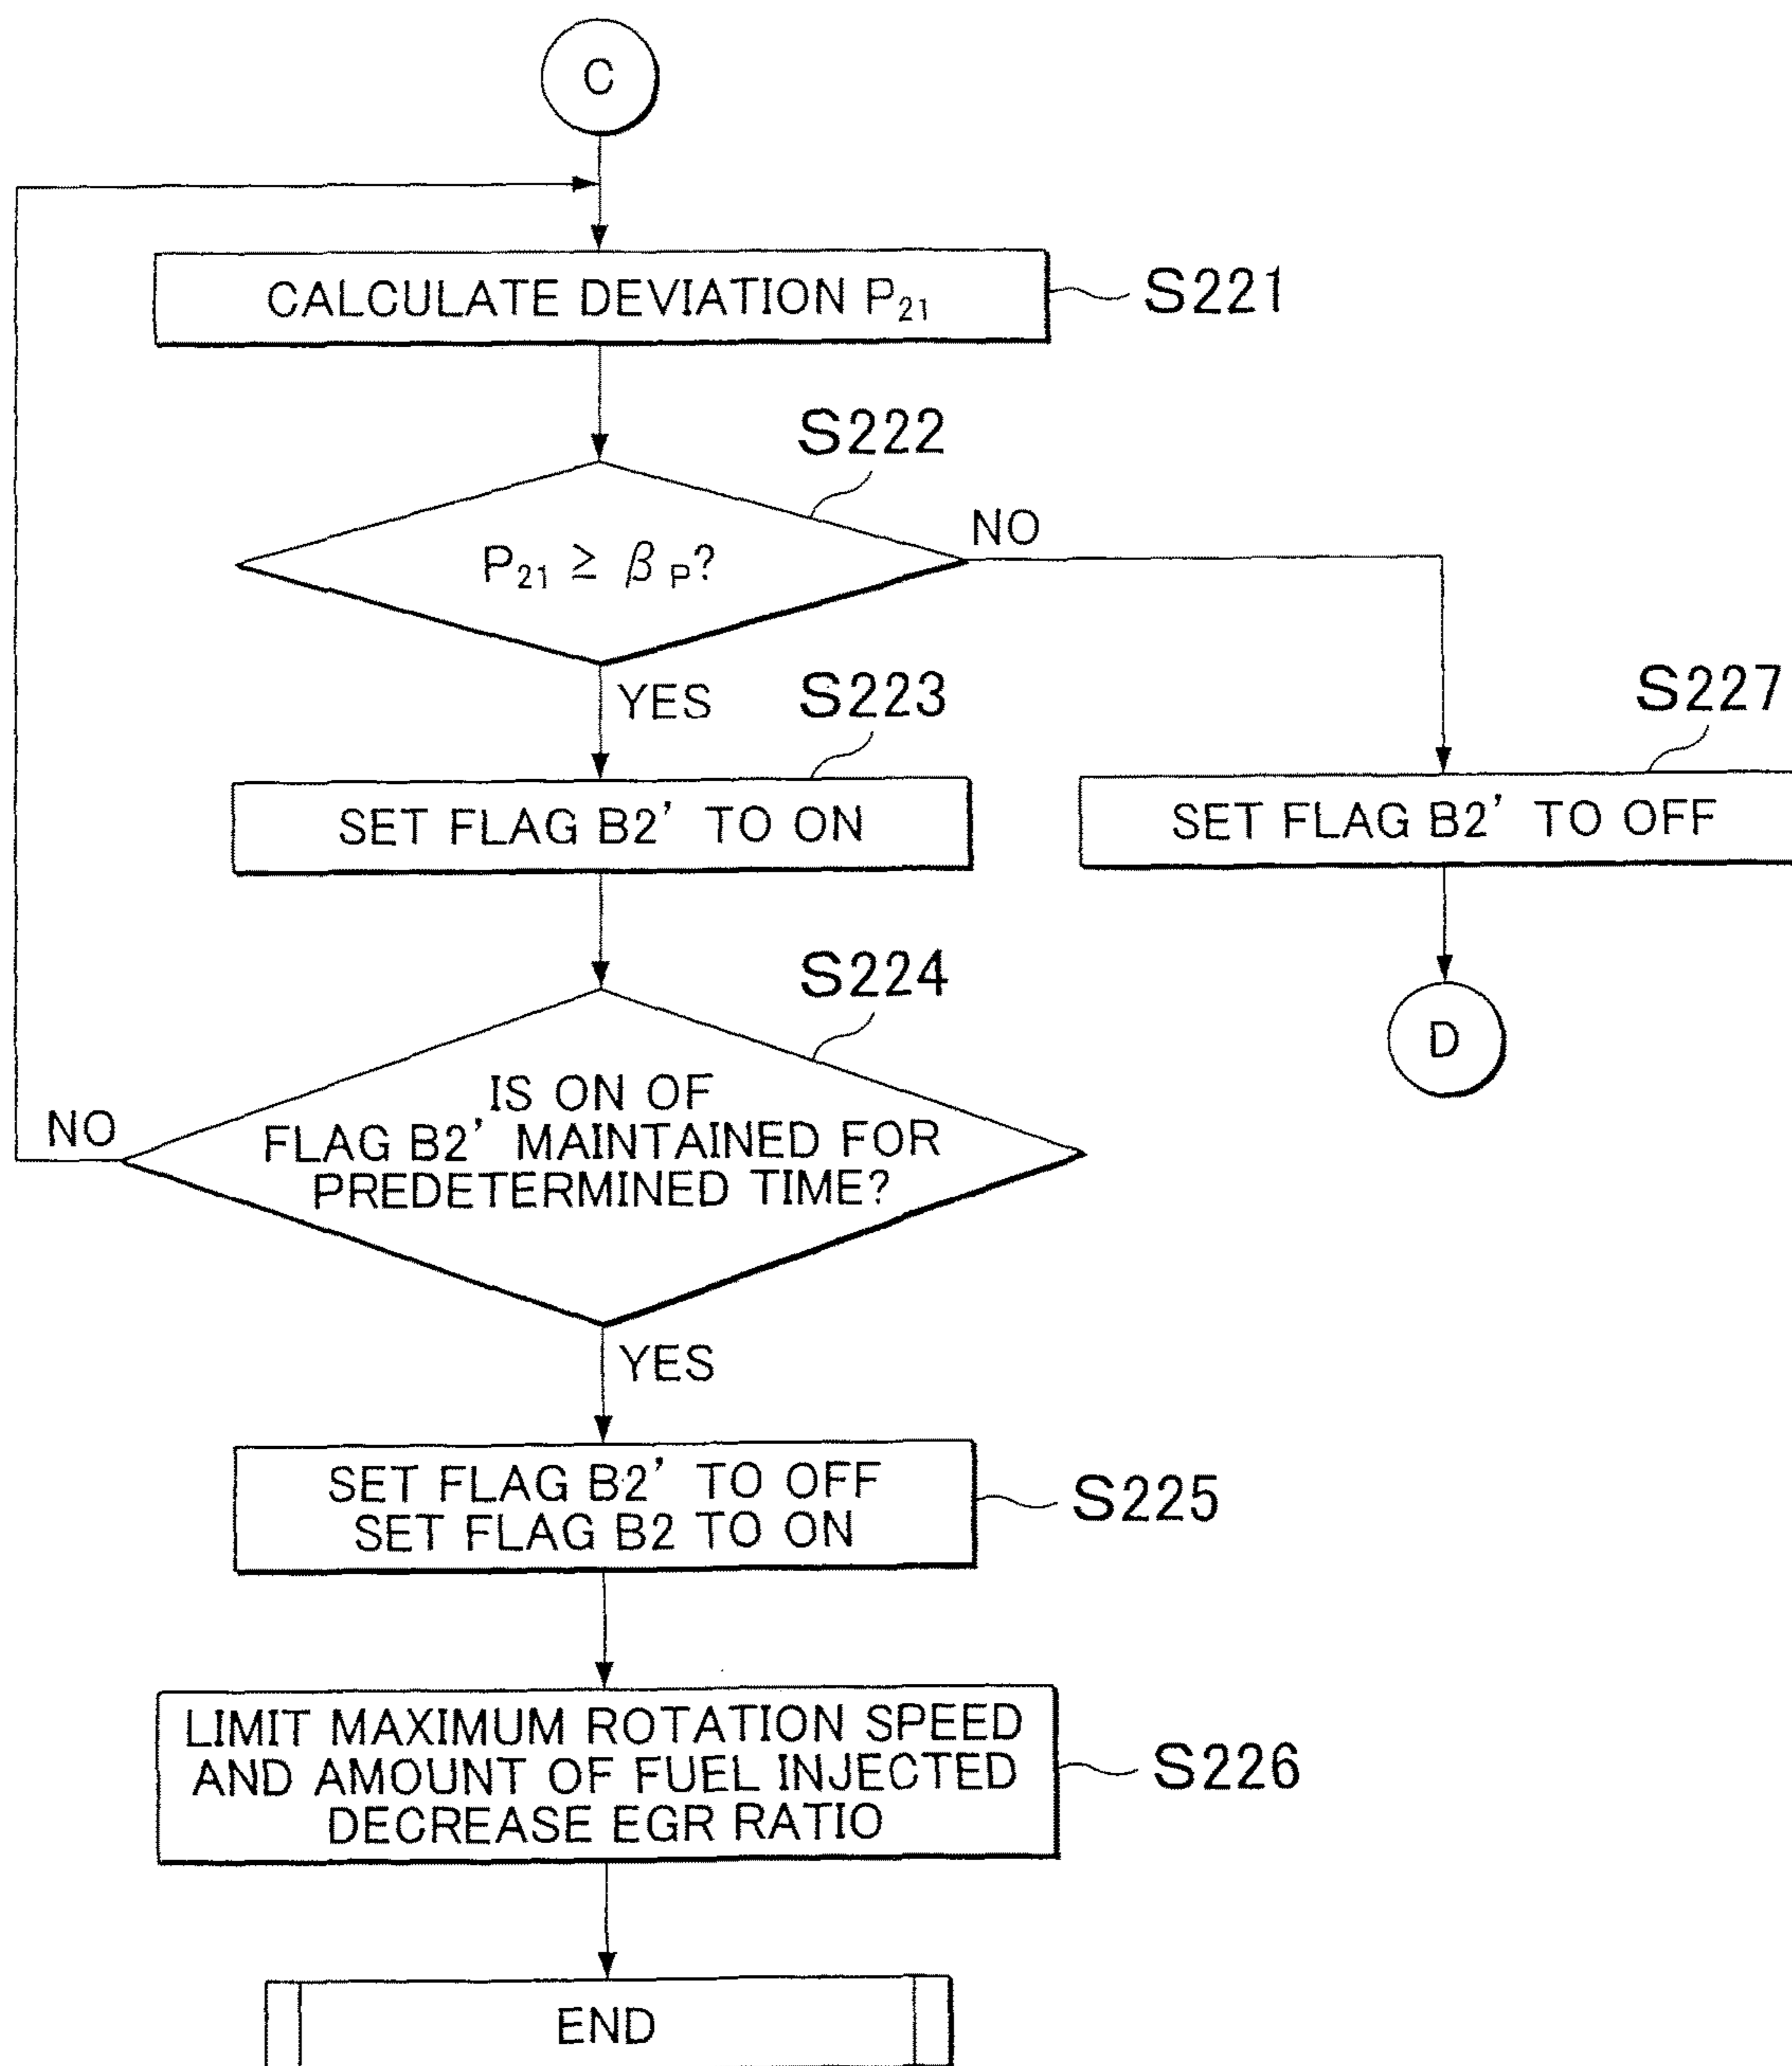 C
CALCULATE DEVIATION P₂₁
S221
S222
P₂₁ ≥ βP?
NO
YES
S223
S227
SET FLAG B2' TO ON
SET FLAG B2' TO OFF
S224
D
IS ON OF
FLAG B2' MAINTAINED FOR
PREDETERMINED TIME?
NO
YES
SET FLAG B2' TO OFF
SET FLAG B2 TO ON
S225
LIMIT MAXIMUM ROTATION SPEED
AND AMOUNT OF FUEL INJECTED
DECREASE EGR RATIO
S226
END